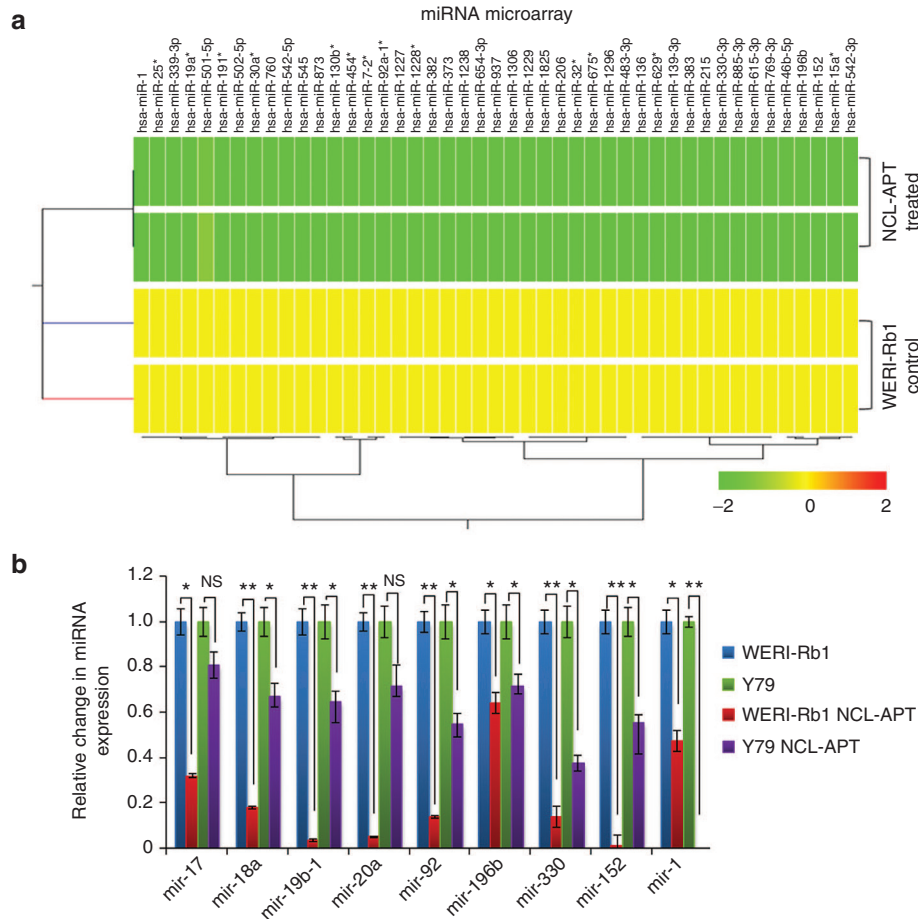 a
miRNA microarray
hsa-miR-1
hsa-miR-25*
hsa-miR-339-3p
hsa-miR-19a*
hsa-miR-501-5p
hsa-miR-191*
hsa-miR-502-5p
hsa-miR-30a*
hsa-miR-760
hsa-miR-542-5p
hsa-miR-545
hsa-miR-873
hsa-miR-130b*
hsa-miR-454*
hsa-miR-7-2*
hsa-miR-92a-1*
hsa-miR-1227
hsa-miR-1228*
hsa-miR-382
hsa-miR-373
hsa-miR-1238
hsa-miR-654-3p
hsa-miR-937
hsa-miR-1306
hsa-miR-1229
hsa-miR-1825
hsa-miR-206
hsa-miR-32*
hsa-miR-675*
hsa-miR-1296
hsa-miR-483-3p
hsa-miR-136
hsa-miR-629*
hsa-miR-139-3p
hsa-miR-383
hsa-miR-215
hsa-miR-330-3p
hsa-miR-885-3p
hsa-miR-615-3p
hsa-miR-769-3p
hsa-miR-46b-5p
hsa-miR-196b
hsa-miR-152
hsa-miR-15a*
hsa-miR-542-3p
NCL-APT
treated
WERI-Rb1
control
−2 0 2
b
Relative change in miRNA
expression
1.2
1.0
0.8
0.6
0.4
0.2
0
* NS ** * ** * ** NS ** * * * ** * ** * * **
mir-17
mir-18a
mir-19b-1
mir-20a
mir-92
mir-196b
mir-330
mir-152
mir-1
WERI-Rb1
Y79
WERI-Rb1 NCL-APT
Y79 NCL-APT